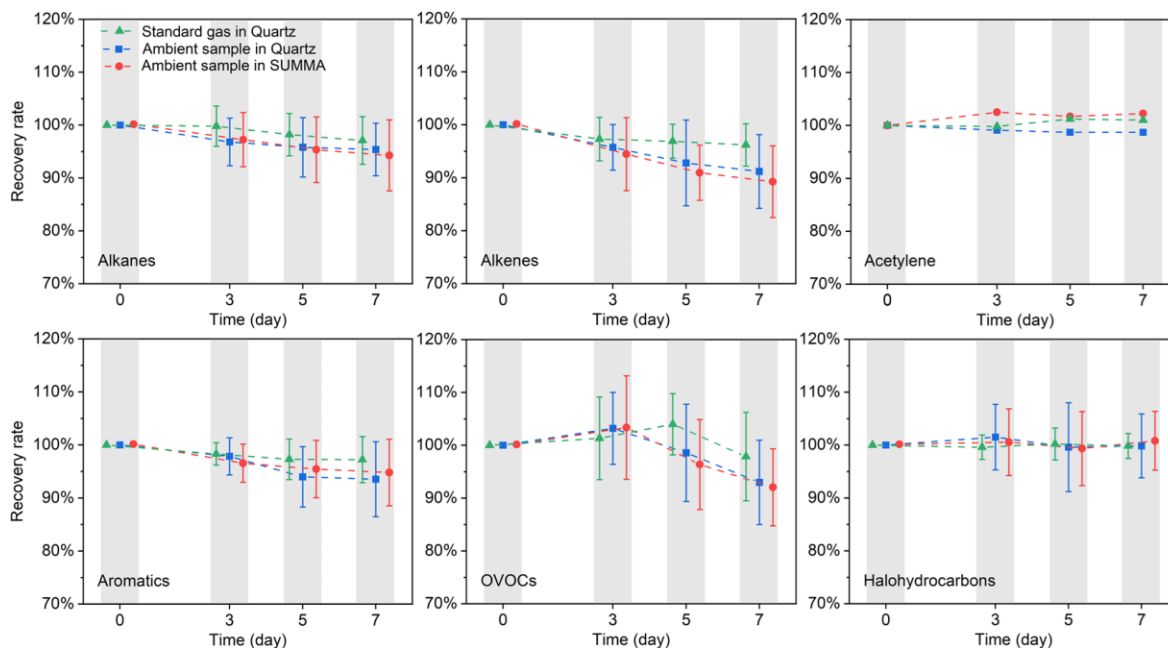 120%
110%
100%
90%
80%
70%
Recovery rate
Standard gas in Quartz
Ambient sample in Quartz
Ambient sample in SUMMA
Alkanes
0 3 5 7
Time (day)
120%
110%
100%
90%
80%
70%
Alkenes
0 3 5 7
Time (day)
120%
110%
100%
90%
80%
70%
Acetylene
0 3 5 7
Time (day)
120%
110%
100%
90%
80%
70%
Recovery rate
Aromatics
0 3 5 7
Time (day)
120%
110%
100%
90%
80%
70%
OVOCs
0 3 5 7
Time (day)
120%
110%
100%
90%
80%
70%
Halohydrocarbons
0 3 5 7
Time (day)